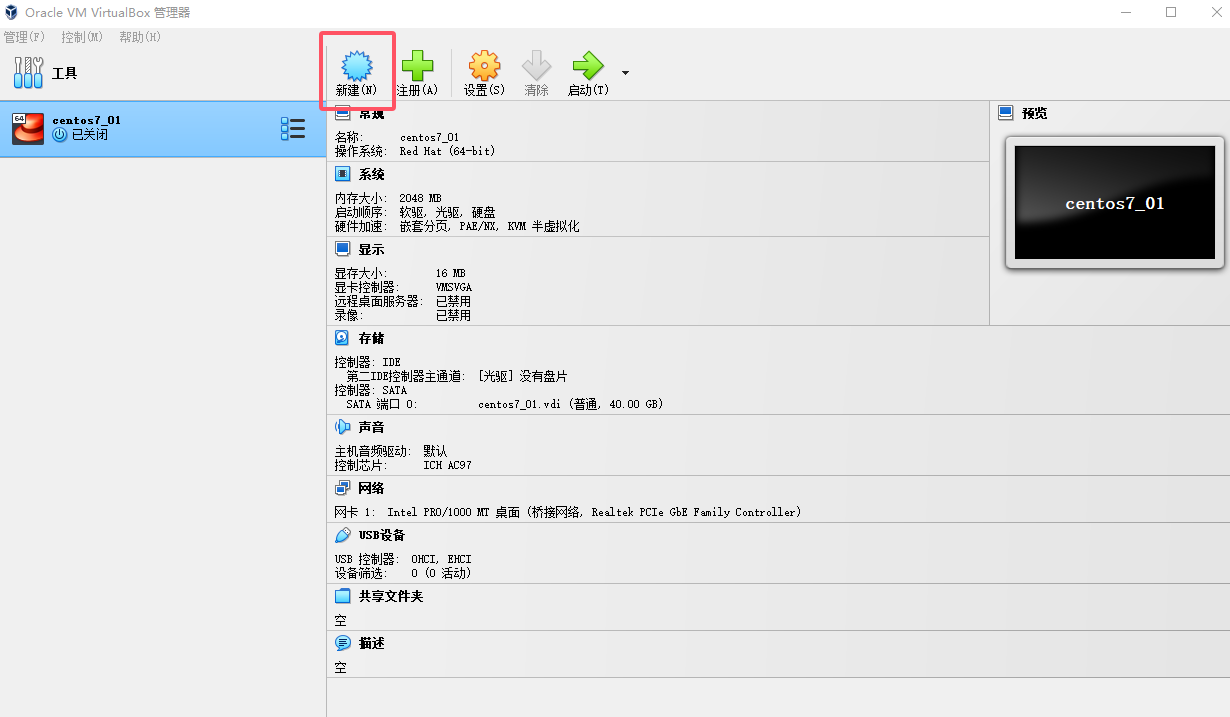 Oracle VM VirtualBox 管理器
管理(F) 控制(M) 帮助(H)
工具
新建(N) 注册(A) 设置(S) 清除 启动(T)
64 centos7_01
已关闭
常规
名称: centos7_01
操作系统: Red Hat (64-bit)
系统
内存大小: 2048 MB
启动顺序: 软驱, 光驱, 硬盘
硬件加速: 嵌套分页, PAE/NX, KVM 半虚拟化
显示
显存大小: 16 MB
显卡控制器: VMSVGA
远程桌面服务器: 已禁用
录像: 已禁用
预览
centos7_01
存储
控制器: IDE
第二IDE控制器主通道: [光驱] 没有盘片
控制器: SATA
SATA 端口 0: centos7_01.vdi (普通, 40.00 GB)
声音
主机音频驱动: 默认
控制芯片: ICH AC97
网络
网卡 1: Intel PRO/1000 MT 桌面 (桥接网络, Realtek PCIe GbE Family Controller)
USB设备
USB 控制器: OHCI, EHCI
设备筛选: 0 (0 活动)
共享文件夹
空
描述
空